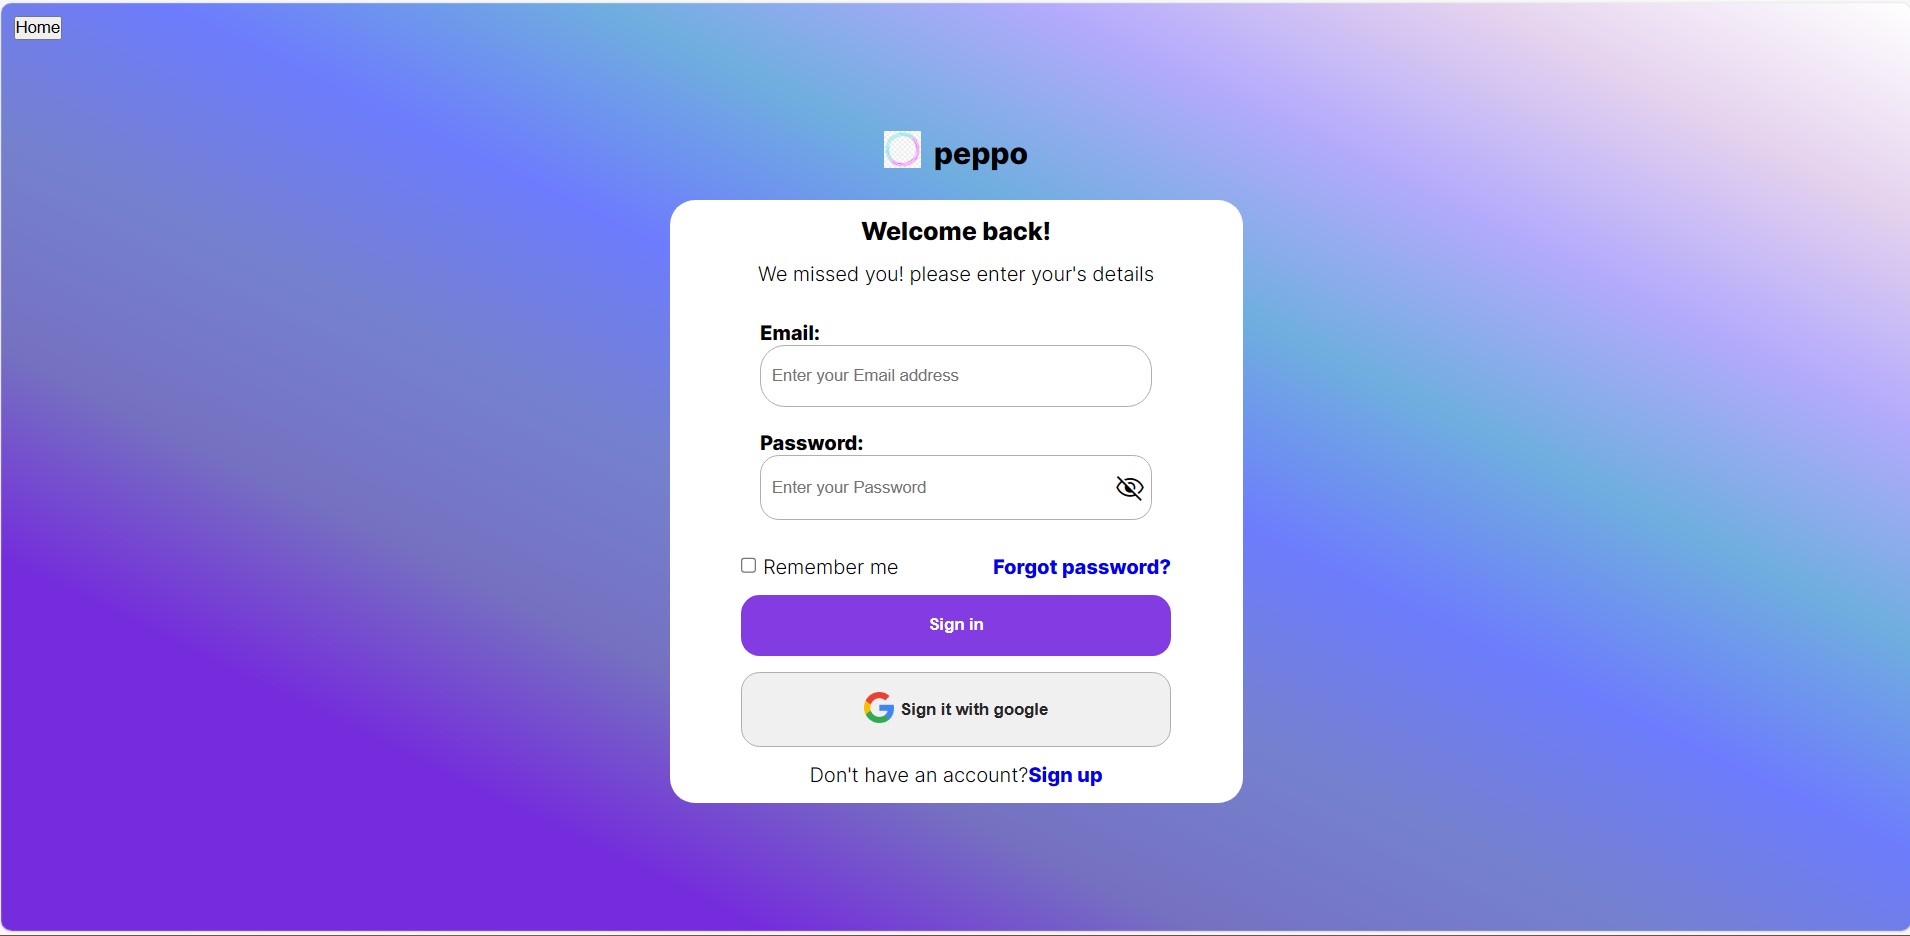 Home
peppo
Welcome back!
We missed you! please enter your's details
Email:
Enter your Email address
Password:
Enter your Password
Remember me Forgot password?
Sign in
Sign it with google
Don't have an account?Sign up